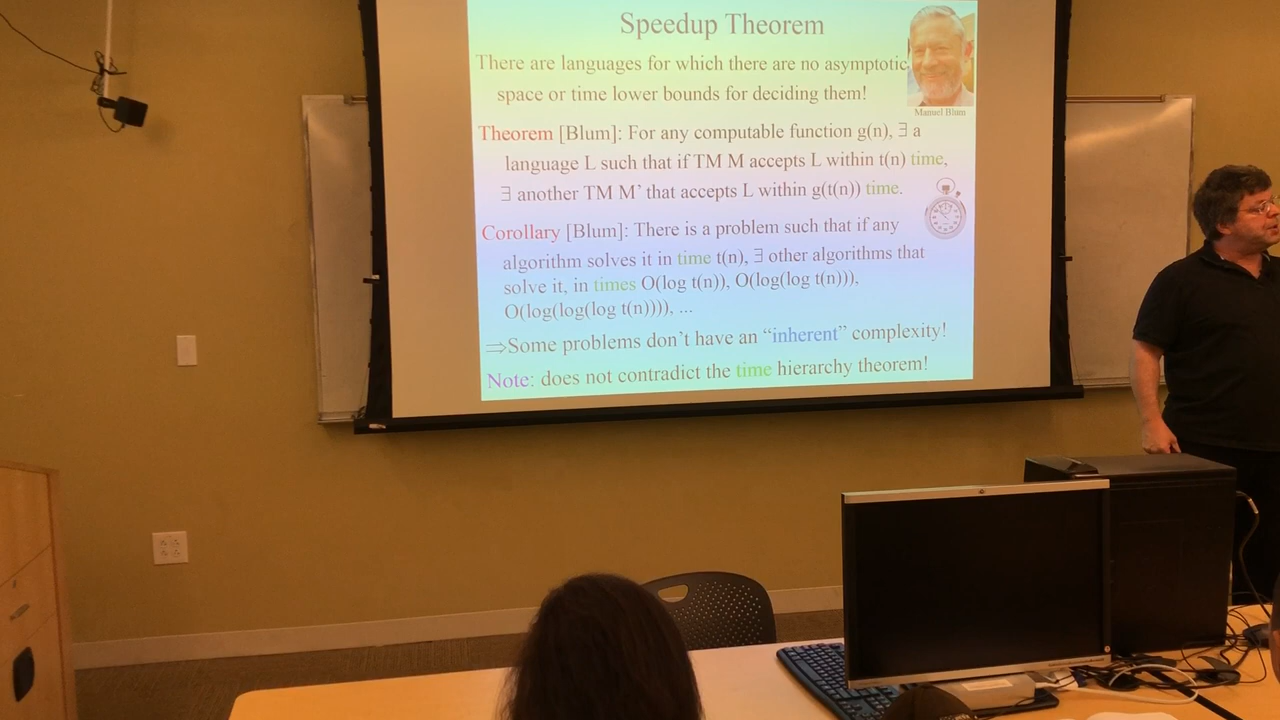 Speedup Theorem
There are languages for which there are no asymptotic
space or time lower bounds for deciding them!
Manuel Blum
Theorem [Blum]: For any computable function g(n), ∃ a
language L such that if TM M accepts L within t(n) time,
∃ another TM M' that accepts L within g(t(n)) time.
Corollary [Blum]: There is a problem such that if any
algorithm solves it in time t(n), ∃ other algorithms that
solve it, in times O(log t(n)), O(log(log t(n))),
O(log(log(log t(n)))), ...
⇒Some problems don't have an “inherent” complexity!
Note: does not contradict the time hierarchy theorem!